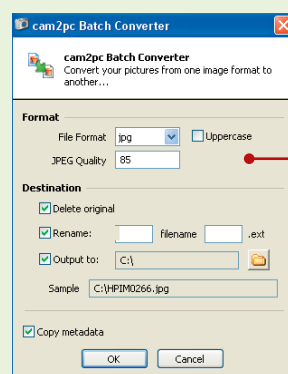 cam2pc Batch Converter
cam2pc Batch Converter
Convert your pictures from one image format to
another...
Format
File Format jpg Uppercase
JPEG Quality 85
Destination
Delete original
Rename: filename .ext
Output to: C:\
Sample C:\HPIM0266.jpg
Copy metadata
OK Cancel